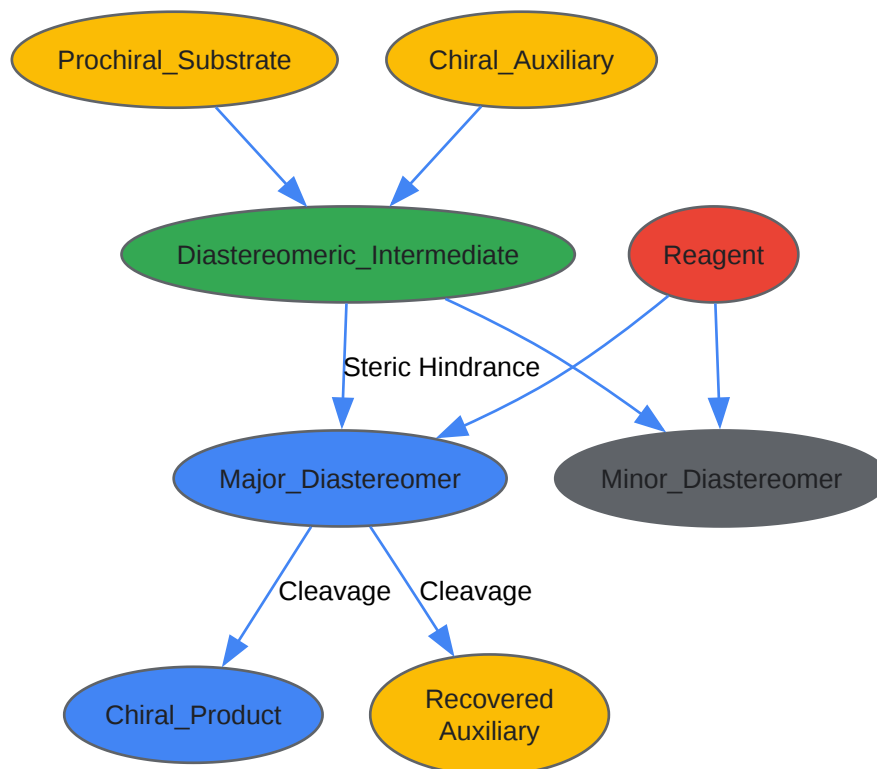 Prochiral_Substrate
Chiral_Auxiliary
Diastereomeric_Intermediate
Reagent
Steric Hindrance
Major_Diastereomer
Minor_Diastereomer
Cleavage
Cleavage
Chiral_Product
Recovered
Auxiliary